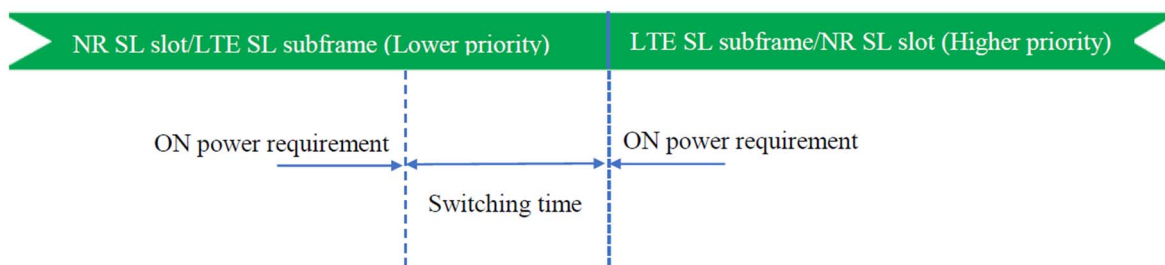 NR SL slot/LTE SL subframe (Lower priority)
LTE SL subframe/NR SL slot (Higher priority)
ON power requirement
ON power requirement
Switching time